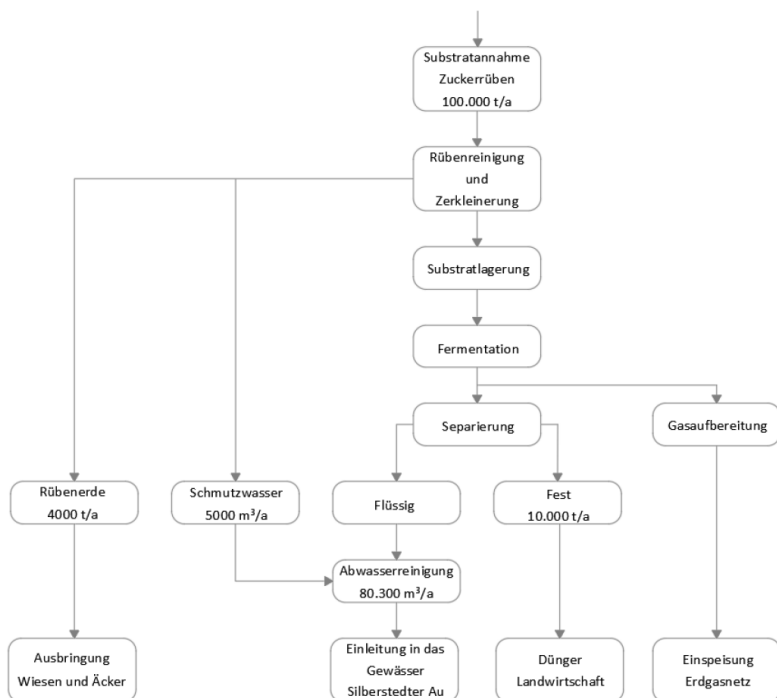 Substratannahme
Zuckerrüben
100.000 t/a
Rübenreinigung
und
Zerkleinerung
Substratlagerung
Fermentation
Separierung
Gasaufbereitung
Rübenerde
4000 t/a
Schmutzwasser
5000 m³/a
Flüssig
Fest
10.000 t/a
Abwasserreinigung
80.300 m³/a
Ausbringung
Wiesen und Äcker
Einleitung in das
Gewässer
Silberstedter Au
Dünger
Landwirtschaft
Einspeisung
Erdgasnetz